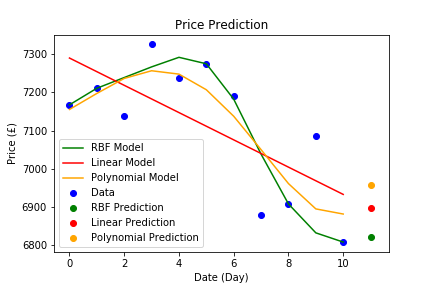 Price Prediction
7300
7200
7100
7000
6900
6800
Price (£)
RBF Model
Linear Model
Polynomial Model
Data
RBF Prediction
Linear Prediction
Polynomial Prediction
0
2
4
6
8
10
Date (Day)